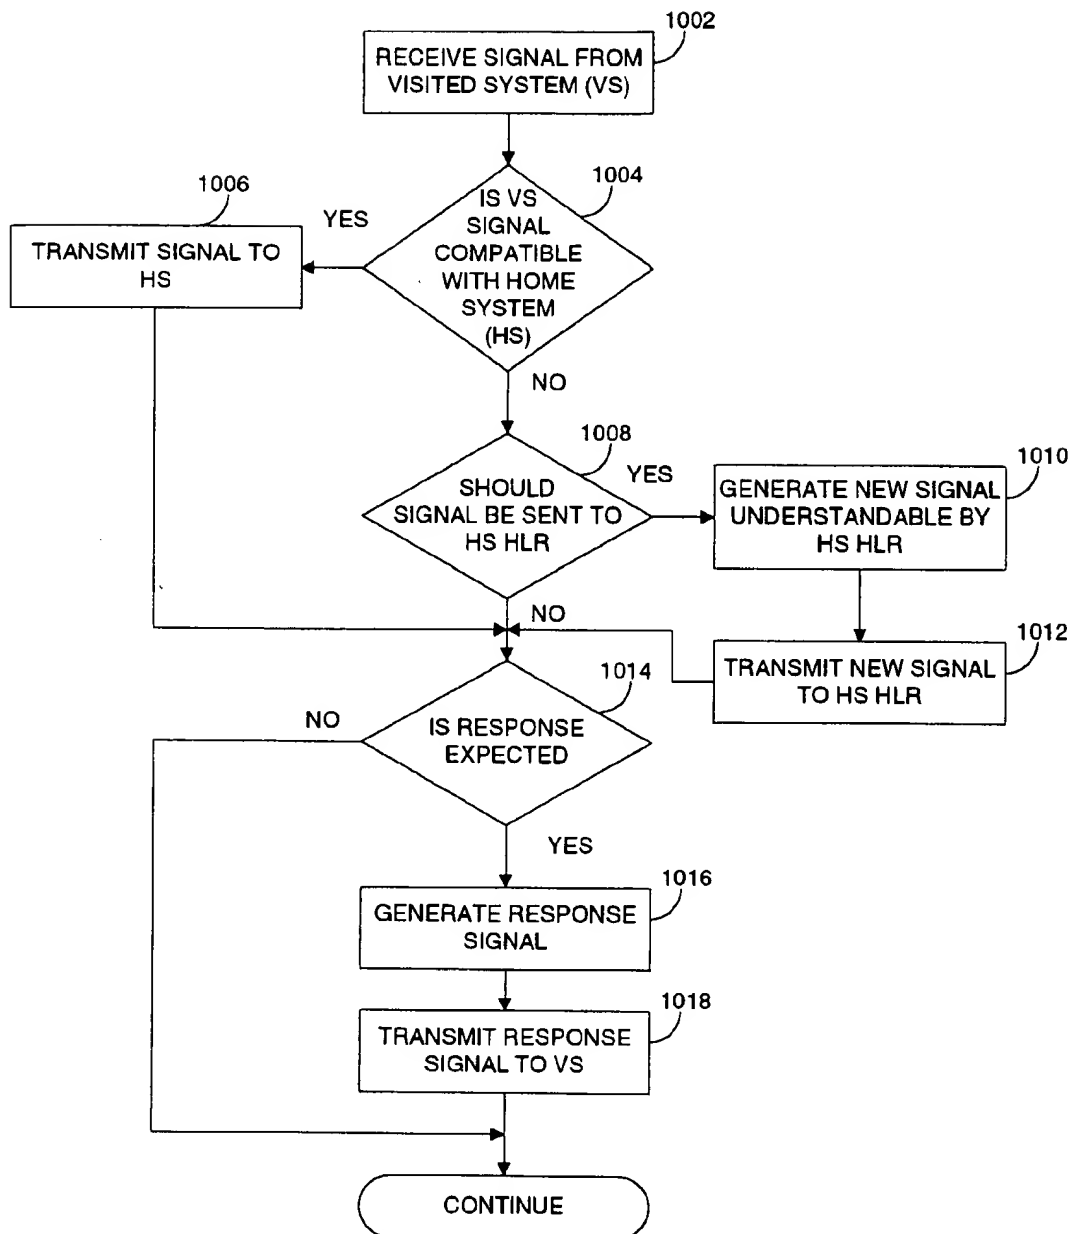 1002
RECEIVE SIGNAL FROM
VISITED SYSTEM (VS)
1004
IS VS
SIGNAL
COMPATIBLE
WITH HOME
SYSTEM
(HS)
YES
1006
TRANSMIT SIGNAL TO
HS
NO
1008
SHOULD
SIGNAL BE SENT TO
HS HLR
YES
1010
GENERATE NEW SIGNAL
UNDERSTANDABLE BY
HS HLR
NO
1012
TRANSMIT NEW SIGNAL
TO HS HLR
1014
IS RESPONSE
EXPECTED
NO
YES
1016
GENERATE RESPONSE
SIGNAL
1018
TRANSMIT RESPONSE
SIGNAL TO VS
CONTINUE